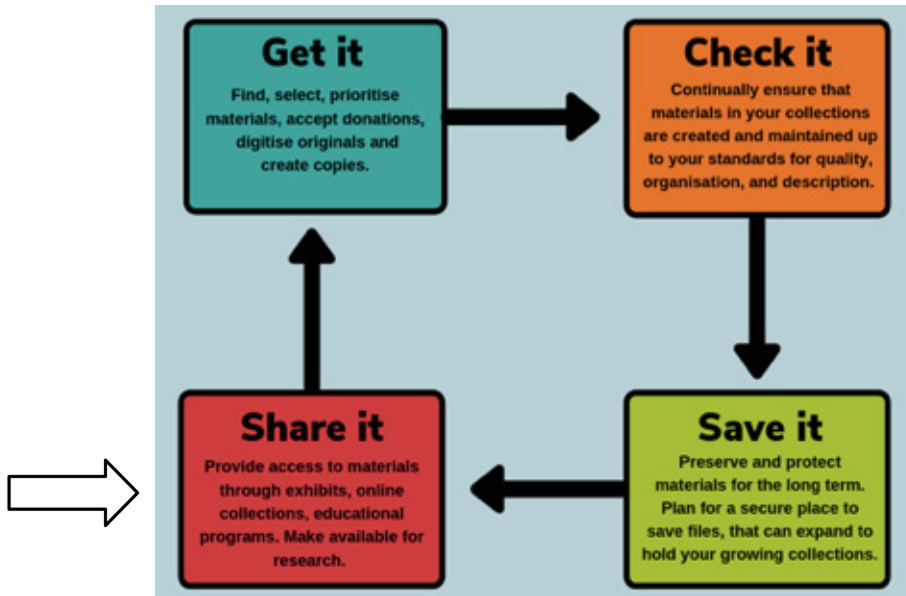 Get it
Find, select, prioritise
materials, accept donations,
digitise originals and
create copies.
Check it
Continually ensure that
materials in your collections
are created and maintained up
to your standards for quality,
organisation, and description.
Share it
Provide access to materials
through exhibits, online
collections, educational
programs. Make available for
research.
Save it
Preserve and protect
materials for the long term.
Plan for a secure place to
save files, that can expand to
hold your growing collections.